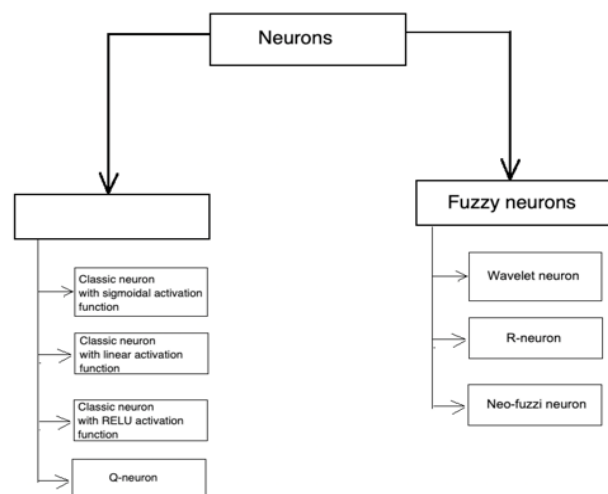 Neurons
Fuzzy neurons
Classic neuron
with sigmoidal activation
function
Classic neuron
with linear activation
function
Classic neuron
with RELU activation
function
Q-neuron
Wavelet neuron
R-neuron
Neo-fuzzi neuron